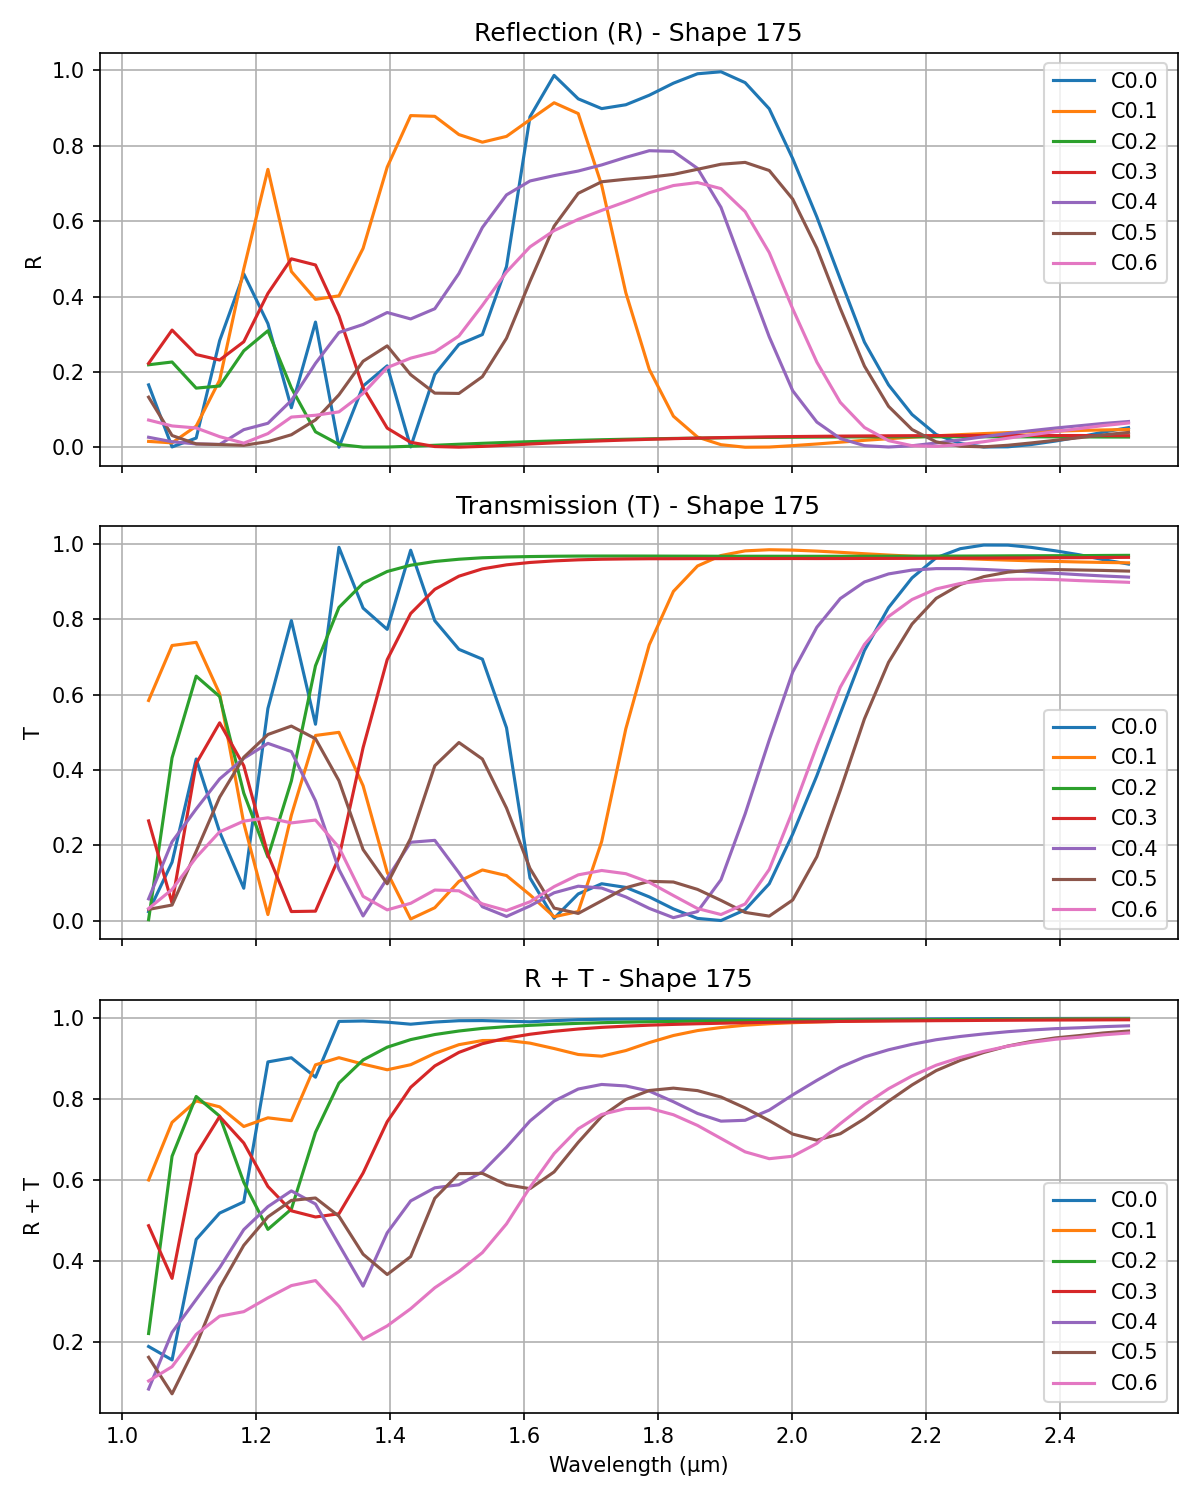 Reflection (R) - Shape 175
1.0
0.8
0.6
0.4
0.2
0.0
R
C0.0
C0.1
C0.2
C0.3
C0.4
C0.5
C0.6
Transmission (T) - Shape 175
1.0
0.8
0.6
0.4
0.2
0.0
T
C0.0
C0.1
C0.2
C0.3
C0.4
C0.5
C0.6
R + T - Shape 175
1.0
0.8
0.6
0.4
0.2
R + T
C0.0
C0.1
C0.2
C0.3
C0.4
C0.5
C0.6
1.0 1.2 1.4 1.6 1.8 2.0 2.2 2.4
Wavelength (μm)